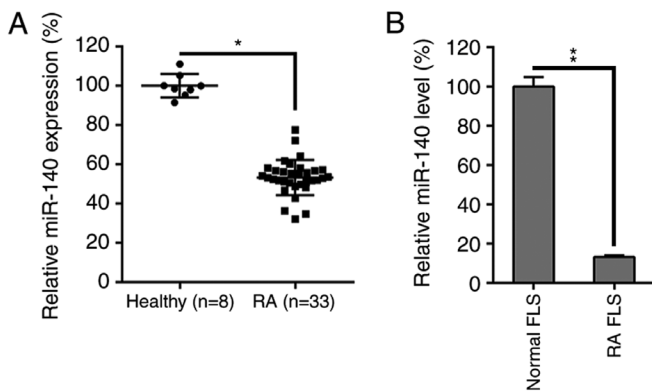 A
Relative miR-140 expression (%)
120
100
80
60
40
20
0
*
Healthy (n=8)
RA (n=33)
B
Relative miR-140 level (%)
120
100
80
60
40
20
0
**
Normal FLS
RA FLS